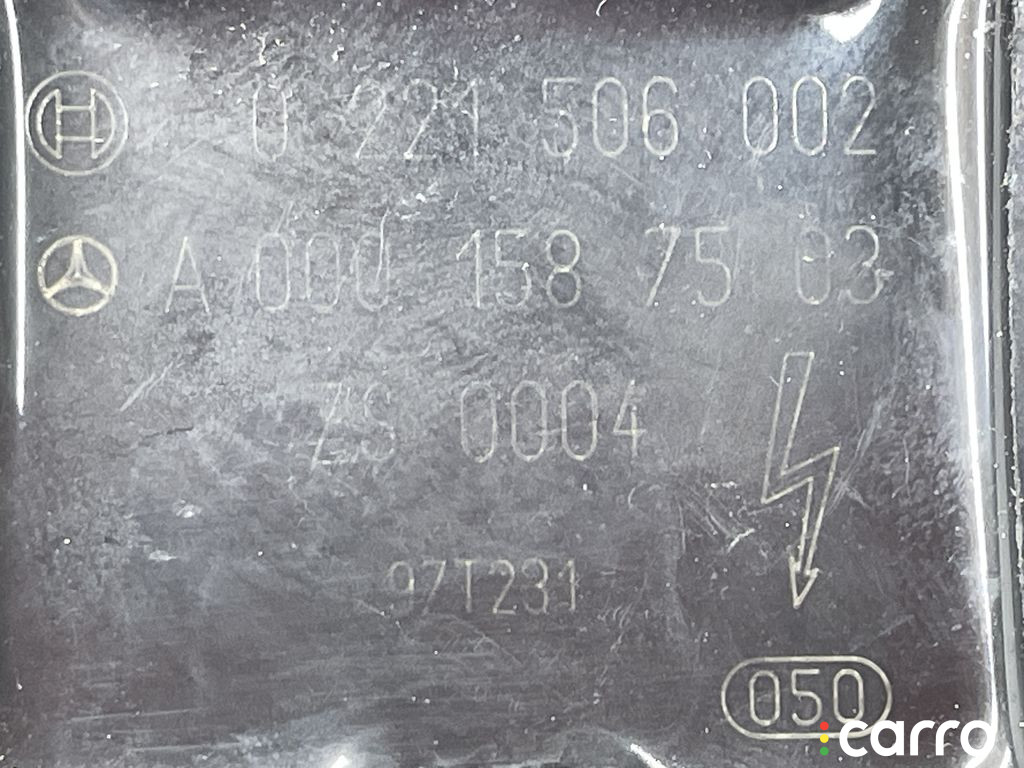 0 221 506 002
A 000 158 75 03
ZS 0004
97T231
050
carro